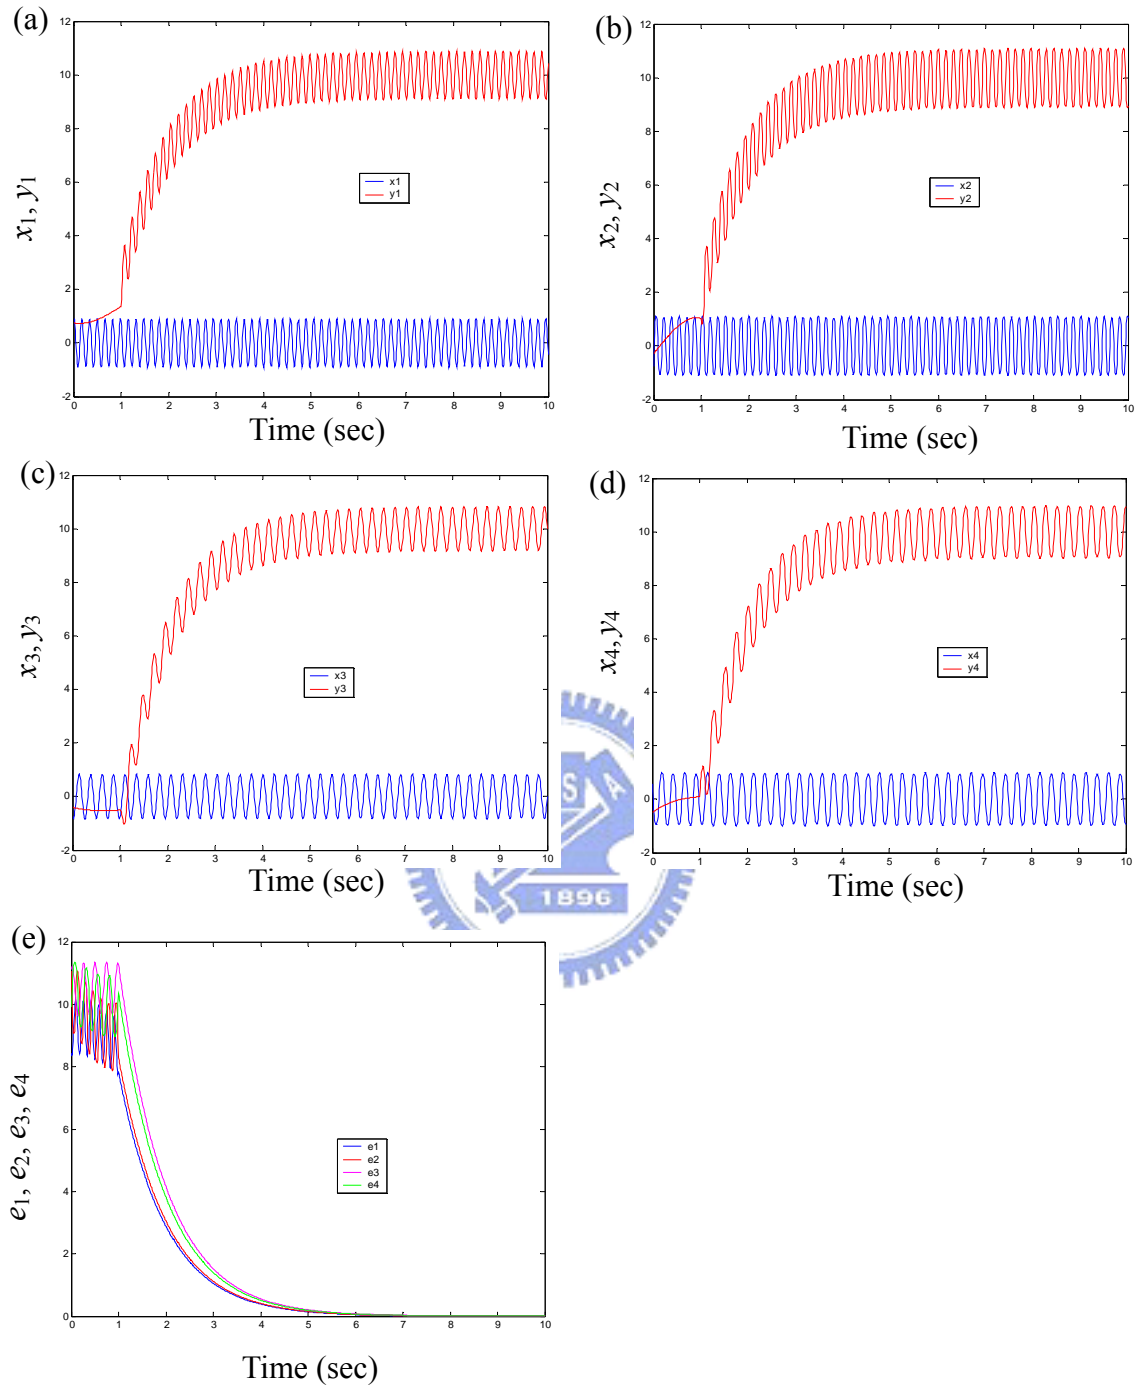 (a)
12
10
8
6
4
2
0
-2
x1, y1
x1
y1
0 1 2 3 4 5 6 7 8 9 10
Time (sec)
(b)
12
10
8
6
4
2
0
-2
x2, y2
x2
y2
0 1 2 3 4 5 6 7 8 9 10
Time (sec)
(c)
12
10
8
6
4
2
0
-2
x3, y3
x3
y3
0 1 2 3 4 5 6 7 8 9 10
Time (sec)
(d)
12
10
8
6
4
2
0
-2
x4, y4
x4
y4
0 1 2 3 4 5 6 7 8 9 10
Time (sec)
S A
1896
(e)
12
10
8
6
4
2
0
e1, e2, e3, e4
e1
e2
e3
e4
0 1 2 3 4 5 6 7 8 9 10
Time (sec)